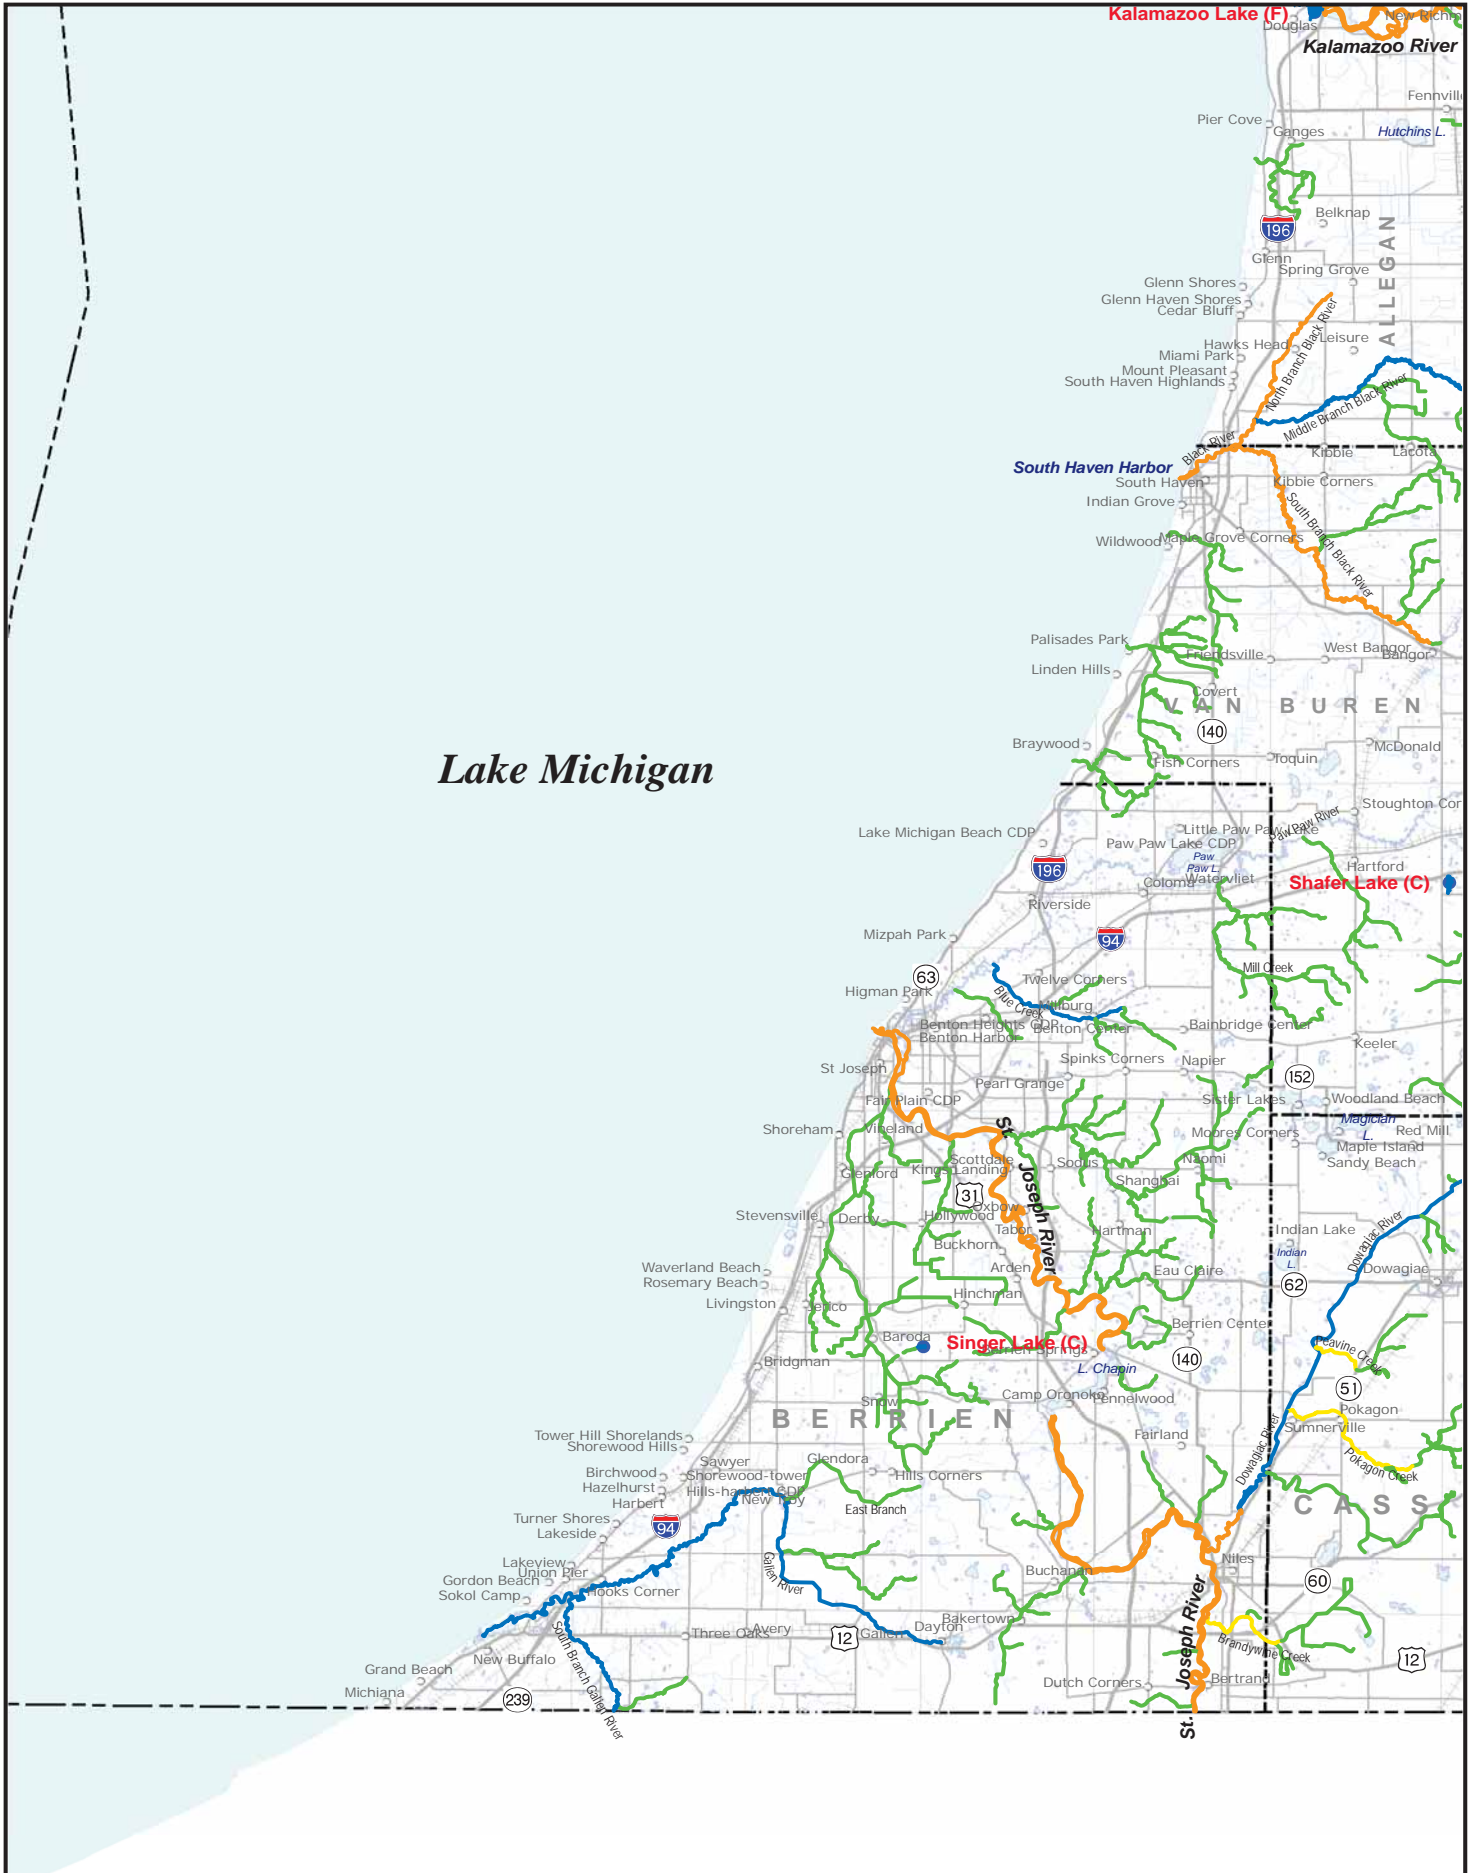 Kalamazoo Lake (F)
Douglas
New Richm
Kalamazoo River
Fennvill
Pier Cove
Ganges
Hutchins L.
Belknap
196
ALLEGAN
Glenn
Spring Grove
Glenn Shores
Glenn Haven Shores
Cedar Bluff
North Branch Black River
Hawks Head
Leisure
Miami Park
Mount Pleasant
South Haven Highlands
Middle Branch Black River
Black River
Kibbie
Lacota
South Haven Harbor
South Haven
Kibbie Corners
Indian Grove
South Branch Black River
Wildwood
Maple Grove Corners
Palisades Park
Friendsville
West Bangor
Bangor
Linden Hills
Covert
VAN BUREN
140
Braywood
McDonald
Fish Corners
Toquin
Lake Michigan
Stoughton Cor
Paw Paw River
Lake Michigan Beach CDP
Little Paw Paw Lake
Paw Paw Lake CDP
Paw
Paw L.
196
Hartford
Coloma
Watervliet
Shafer Lake (C)
Riverside
Mizpah Park
94
Mill Creek
63
Twelve Corners
Higman Park
Blue Creek
Millburg
Benton Heights CDP
Benton Center
Bainbridge Center
Benton Harbor
Keeler
St Joseph
Spinks Corners
Napier
Pearl Grange
152
Fair Plain CDP
Sister Lakes
Woodland Beach
Magician
L.
Shoreham
Vineland
St. Joseph River
Moores Corners
Red Mill
Maple Island
Scottdale
Sodus
Naomi
Sandy Beach
Glenlord
Kings Landing
Shanghai
31
Oxbow
Stevensville
Derby
Hollywood
Tabor
Hartman
Indian Lake
Dowagiac River
Buckhorn
Indian
L.
Waverland Beach
Arden
Eau Claire
Dowagiac
Rosemary Beach
62
Hinchman
Livingston
Jerico
Berrien Cente
Baroda
Singer Lake (C)
Berrien Springs
Peavine Creek
Bridgman
L. Chapin
140
51
Snow
Camp Oronoko
Fennelwood
Pokagon
BERRIEN
Sumnerville
Tower Hill Shorelands
Fairland
Shorewood Hills
Dowagiac River
Sawyer
Glendora
Pokagon Creek
Birchwood
Shorewood-tower
Hills Corners
Hazelhurst
Hills-harbert CDP
Harbert
New Troy
East Branch
CASS
Turner Shores
94
Lakeside
Lakeview
Galien River
Niles
Union Pier
Buchanan
Gordon Beach
60
Sokol Camp
Hooks Corner
Bakertown
Three Oaks
Avery
12
Galien
Dayton
South Branch Galien River
Brandywine Creek
New Buffalo
12
Grand Beach
Dutch Corners
Bertrand
Michiana
239
St. Joseph River